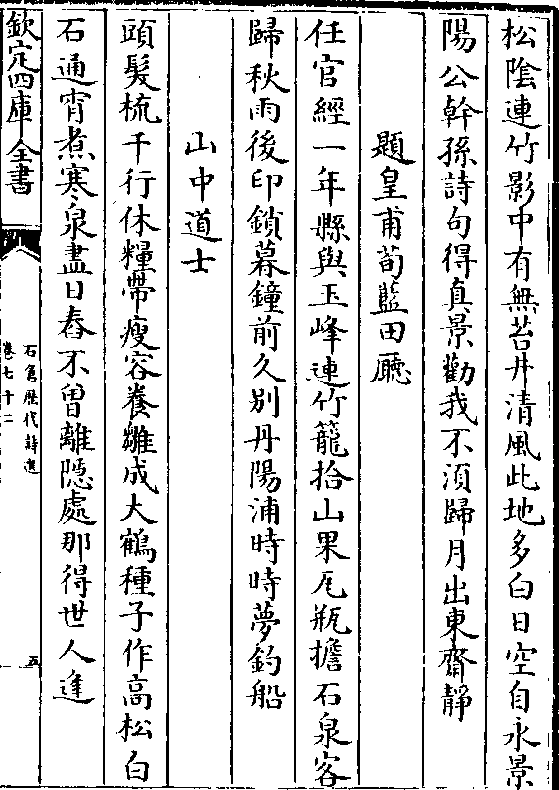 松陰連竹影中有無苔井清風此地多白日空自永景
陽公幹孫詩句得真景勸我不須歸月出東齋靜
題皇甫荀藍田廳
任官經一年縣與玉峰連竹籠拾山果瓦瓶擔石泉客
歸秋雨後印鎖暮鐘前久別丹陽浦時時夢釣船
山中道士
頭髮梳千行休糧帶瘦容養雛成大鶴種子作高松白
石通宵煮寒泉盡日舂不曾離隱處那得世人逢
欽定四庫全書
石倉歷代詩選
卷七十二
五